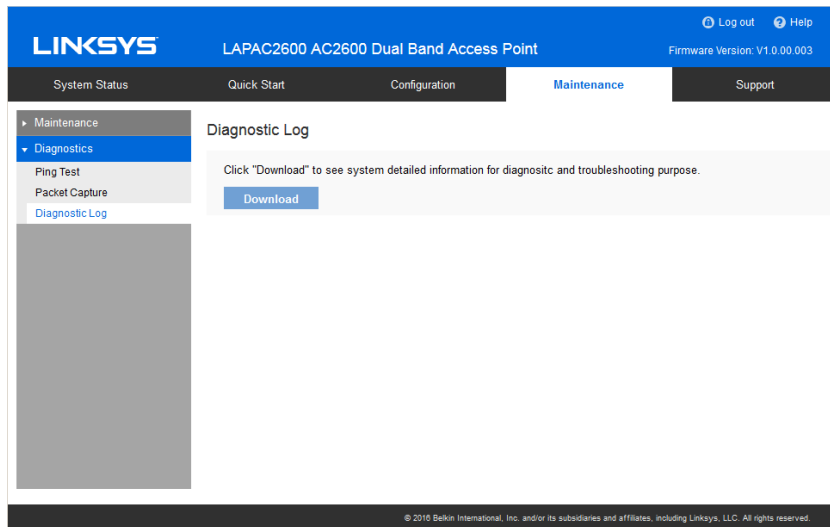 Log out Help
LINKSYS LAPAC2600 AC2600 Dual Band Access Point Firmware Version: V1.0.00.003
System Status Quick Start Configuration Maintenance Support
Maintenance
Diagnostics
Ping Test
Packet Capture
Diagnostic Log
Diagnostic Log
Click "Download" to see system detailed information for diagnositc and troubleshooting purpose.
Download
© 2016 Belkin International, Inc. and/or its subsidiaries and affiliates, including Linksys, LLC. All rights reserved.